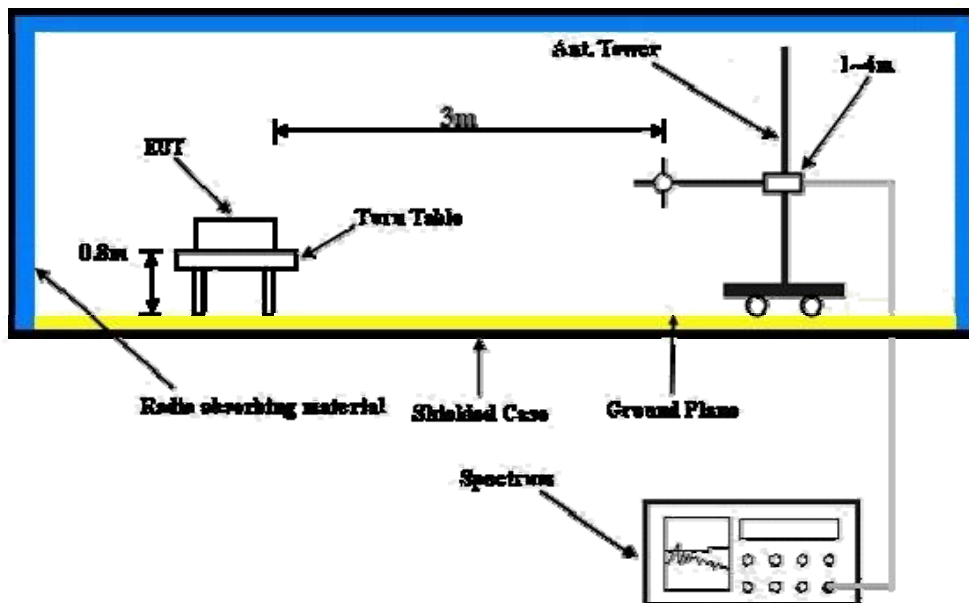 Ant. Tower
1~4m
3m
EUT
Turn Table
0.8m
Radio absorbing material
Shielded Case
Ground Plane
Spectrum